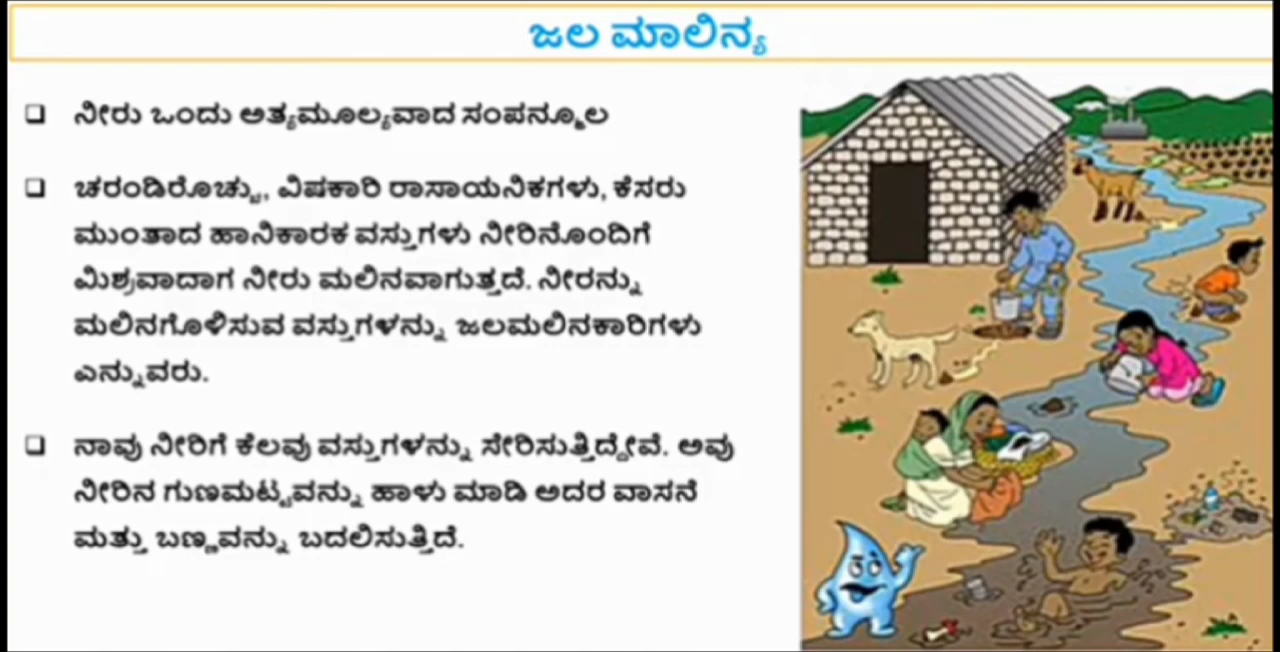 ಜಲ ಮಾಲಿನ್ಯ
ನೀರು ಒಂದು ಅತ್ಯಮೂಲ್ಯವಾದ ಸಂಪನ್ಮೂಲ
ಚರಂಡಿರೊಚ್ಚು, ವಿಷಕಾರಿ ರಾಸಾಯನಿಕಗಳು, ಕೆಸರು
ಮುಂತಾದ ಹಾನಿಕಾರಕ ವಸ್ತುಗಳು ನೀರಿನೊಂದಿಗೆ
ಮಿಶ್ರವಾದಾಗ ನೀರು ಮಲಿನವಾಗುತ್ತದೆ. ನೀರನ್ನು
ಮಲಿನಗೊಳಿಸುವ ವಸ್ತುಗಳನ್ನು ಜಲಮಲಿನಕಾರಿಗಳು
ಎನ್ನುವರು.
ನಾವು ನೀರಿಗೆ ಕೆಲವು ವಸ್ತುಗಳನ್ನು ಸೇರಿಸುತ್ತಿದ್ದೇವೆ. ಅವು
ನೀರಿನ ಗುಣಮಟ್ಟವನ್ನು ಹಾಳು ಮಾಡಿ ಅದರ ವಾಸನೆ
ಮತ್ತು ಬಣ್ಣವನ್ನು ಬದಲಿಸುತ್ತಿದೆ.